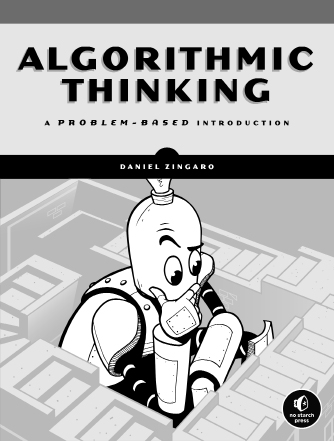 ALGORITHMIC
THINKING
A PROBLEM-BASED INTRODUCTION
DANIEL ZINGARO
no starch
press